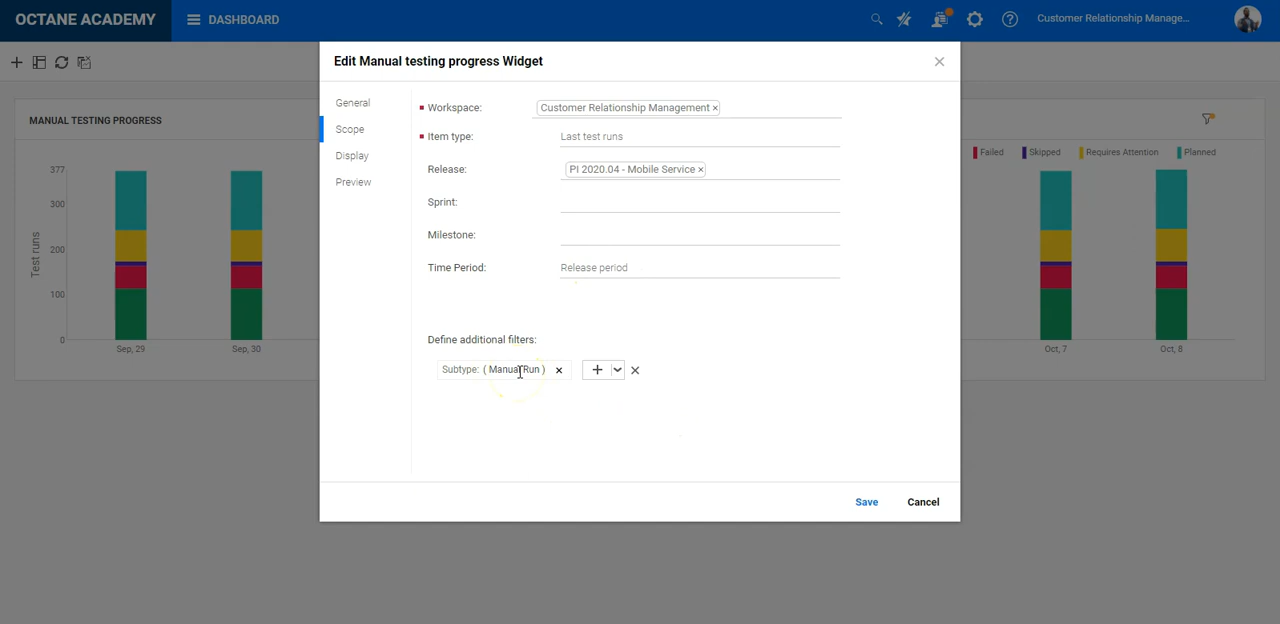 OCTANE ACADEMY
DASHBOARD
Customer Relationship Manage...
Edit Manual testing progress Widget
General
Scope
Display
Preview
Workspace:
Customer Relationship Management ×
Item type:
Last test runs
Release:
PI 2020.04 - Mobile Service ×
Sprint:
Milestone:
Time Period:
Release period
Define additional filters:
Subtype: ( Manual Run )
Save
Cancel
MANUAL TESTING PROGRESS
Failed
Skipped
Requires Attention
Planned
Test runs
377
300
200
100
0
Sep, 29
Sep, 30
Oct, 7
Oct, 8